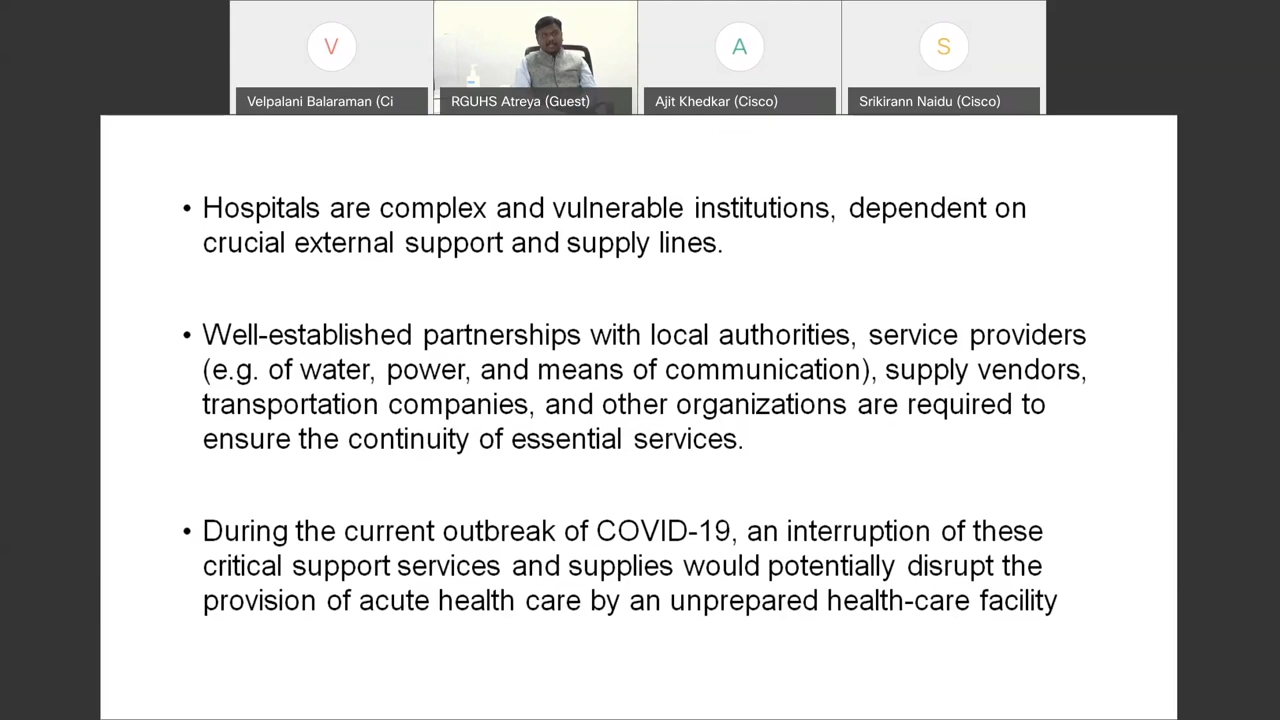 V
A
S
Velpalani Balaraman (Ci
RGUHS Atreya (Guest)
Ajit Khedkar (Cisco)
Srikirann Naidu (Cisco)
• Hospitals are complex and vulnerable institutions, dependent on
crucial external support and supply lines.
• Well-established partnerships with local authorities, service providers
(e.g. of water, power, and means of communication), supply vendors,
transportation companies, and other organizations are required to
ensure the continuity of essential services.
• During the current outbreak of COVID-19, an interruption of these
critical support services and supplies would potentially disrupt the
provision of acute health care by an unprepared health-care facility